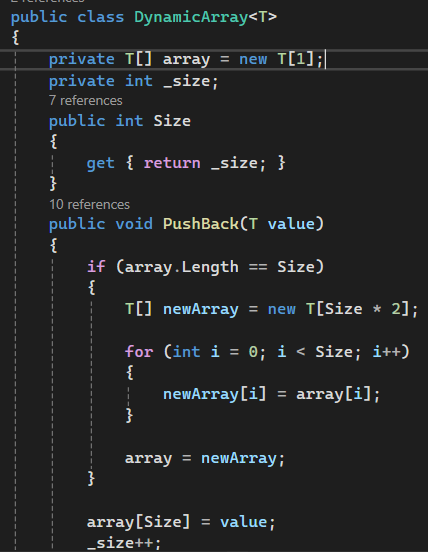 2 references
public class DynamicArray<T>
{
    private T[] array = new T[1];
    private int _size;
    7 references
    public int Size
    {
        get { return _size; }
    }
    10 references
    public void PushBack(T value)
    {
        if (array.Length == Size)
        {
            T[] newArray = new T[Size * 2];

            for (int i = 0; i < Size; i++)
            {
                newArray[i] = array[i];
            }

            array = newArray;
        }

        array[Size] = value;
        _size++;